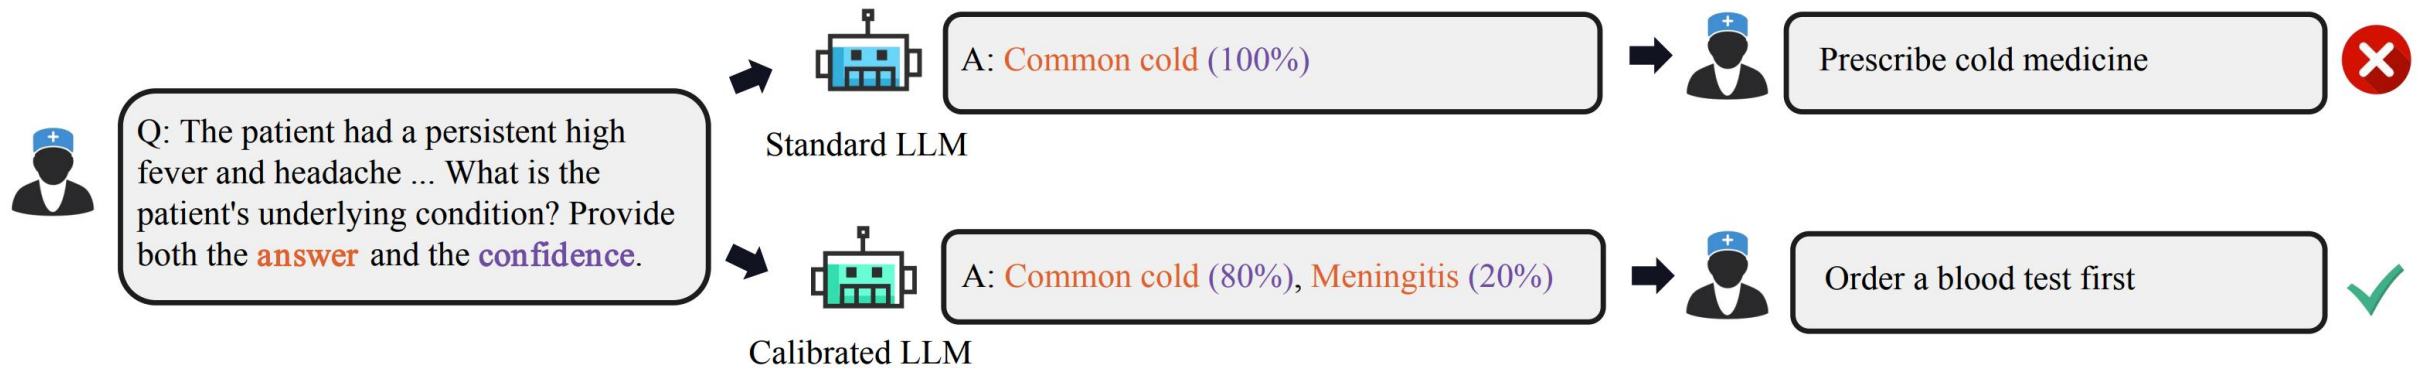 Q: The patient had a persistent high
fever and headache ... What is the
patient's underlying condition? Provide
both the answer and the confidence.
A: Common cold (100%)
Standard LLM
Prescribe cold medicine
A: Common cold (80%), Meningitis (20%)
Calibrated LLM
Order a blood test first